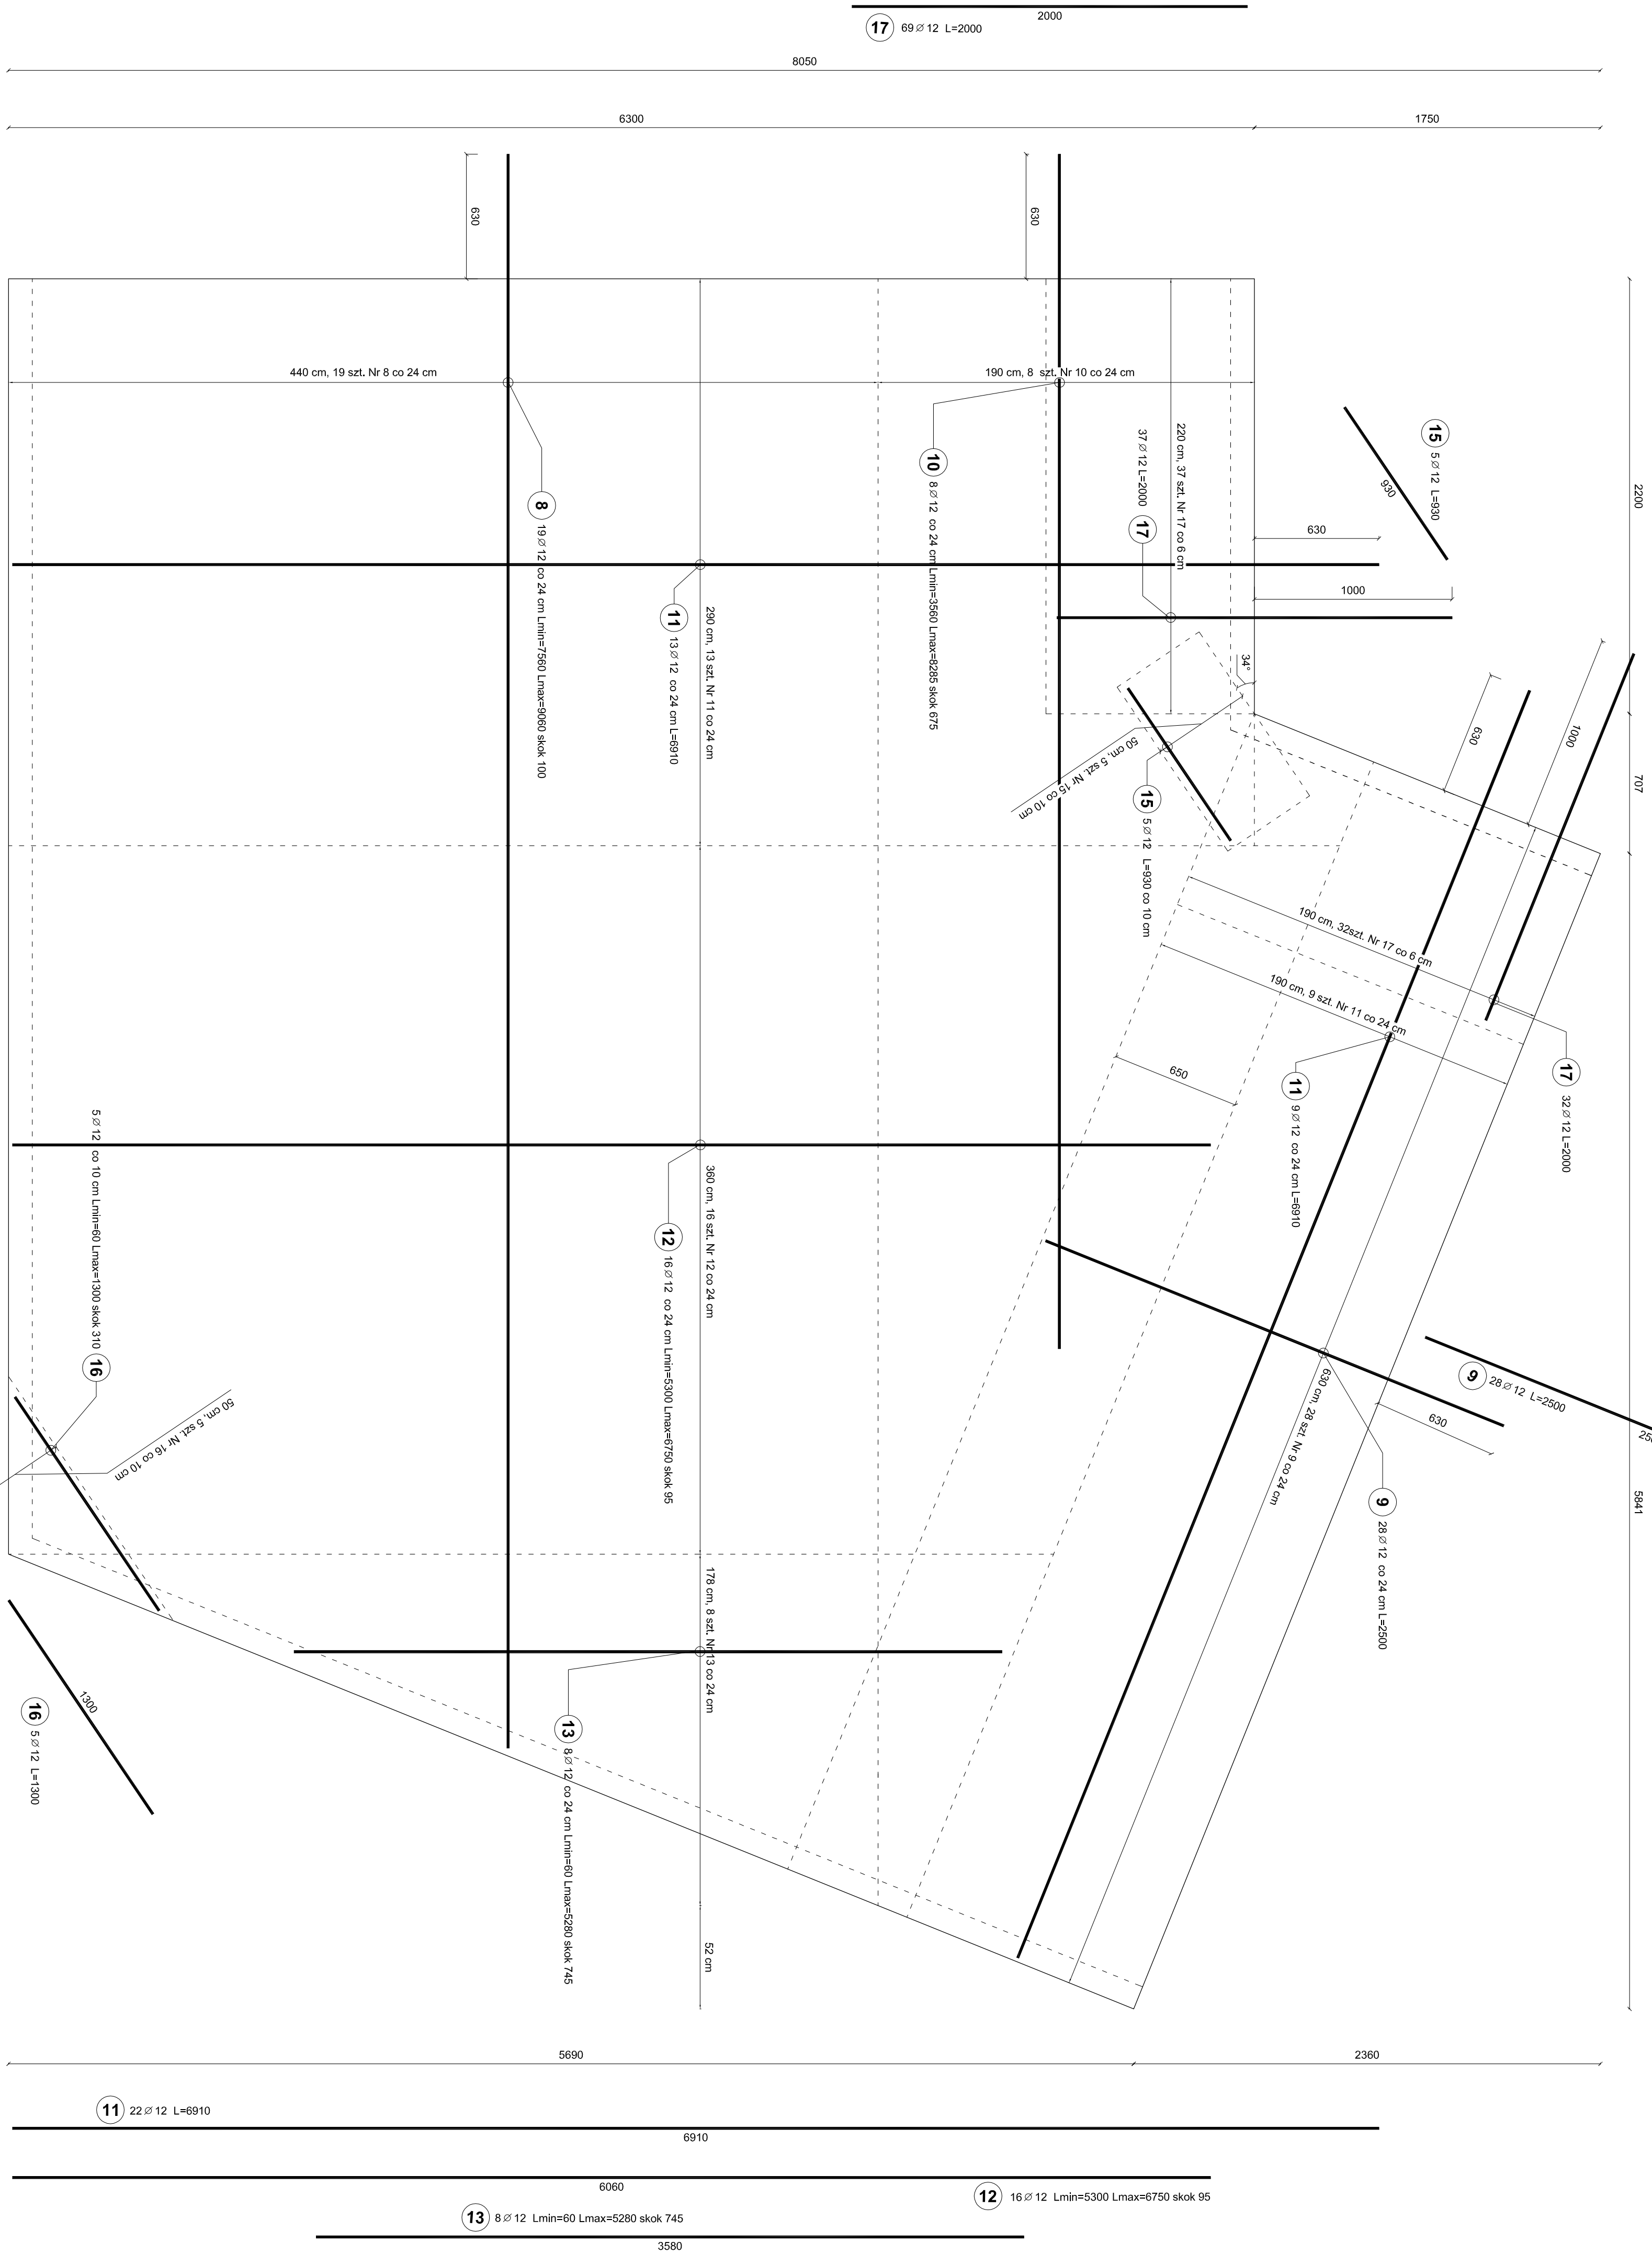 2000
17 69 ∅ 12 L=2000
8050
6300
1750
630
630
440 cm, 19 szt. Nr 8 co 24 cm
190 cm, 8 szt. Nr 10 co 24 cm
8 19 ∅ 12 co 24 cm Lmin=7560 Lmax=9060 skok 100
10 8 ∅ 12 co 24 cm Lmin=3560 Lmax=8285 skok 675
37 ∅ 12 L=2000 17
220 cm, 37 szt. Nr 17 co 6 cm
15 5 ∅ 12 L=930
930
2200
630
1000
11 13 ∅ 12 co 24 cm L=6910
290 cm, 13 szt. Nr 11 co 24 cm
34°
50 cm, 5 szt. Nr 15 co 10 cm
15 5 ∅ 12 L=930 co 10 cm
630
1000
707
190 cm, 32szt. Nr 17 co 6 cm
190 cm, 9 szt. Nr 11 co 24 cm
650
11 9 ∅ 12 co 24 cm L=6910
17 32 ∅ 12 L=2000
5 ∅ 12 co 10 cm Lmin=60 Lmax=1300 skok 310 16
50 cm, 5 szt. Nr 16 co 10 cm
12 16 ∅ 12 co 24 cm Lmin=5300 Lmax=6750 skok 95
360 cm, 16 szt. Nr 12 co 24 cm
630 cm, 28 szt. Nr 9 co 24 cm
9 28 ∅ 12 L=2500
630
9 28 ∅ 12 co 24 cm L=2500
5841
1300
16 5 ∅ 12 L=1300
178 cm, 8 szt. Nr 13 co 24 cm
13 8 ∅ 12 co 24 cm Lmin=60 Lmax=5280 skok 745
52 cm
5690
2360
11 22 ∅ 12 L=6910
6910
6060
12 16 ∅ 12 Lmin=5300 Lmax=6750 skok 95
13 8 ∅ 12 Lmin=60 Lmax=5280 skok 745
3580